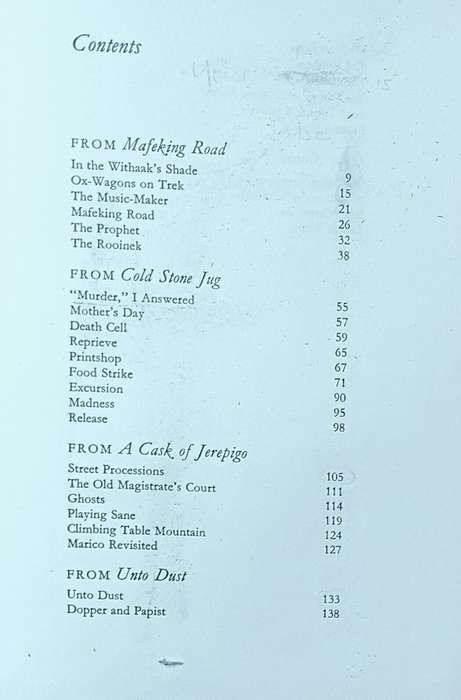 Contents
FROM Mafeking Road
In the Withaak's Shade 9
Ox-Wagons on Trek 15
The Music-Maker 21
Mafeking Road 26
The Prophet 32
The Rooinek 38
FROM Cold Stone Jug
"Murder," I Answered 55
Mother's Day 57
Death Cell 59
Reprieve 65
Printshop 67
Food Strike 71
Excursion 90
Madness 95
Release 98
FROM A Cask of Jerepigo
Street Processions 105
The Old Magistrate's Court 111
Ghosts 114
Playing Sane 119
Climbing Table Mountain 124
Marico Revisited 127
FROM Unto Dust
Unto Dust 133
Dopper and Papist 138